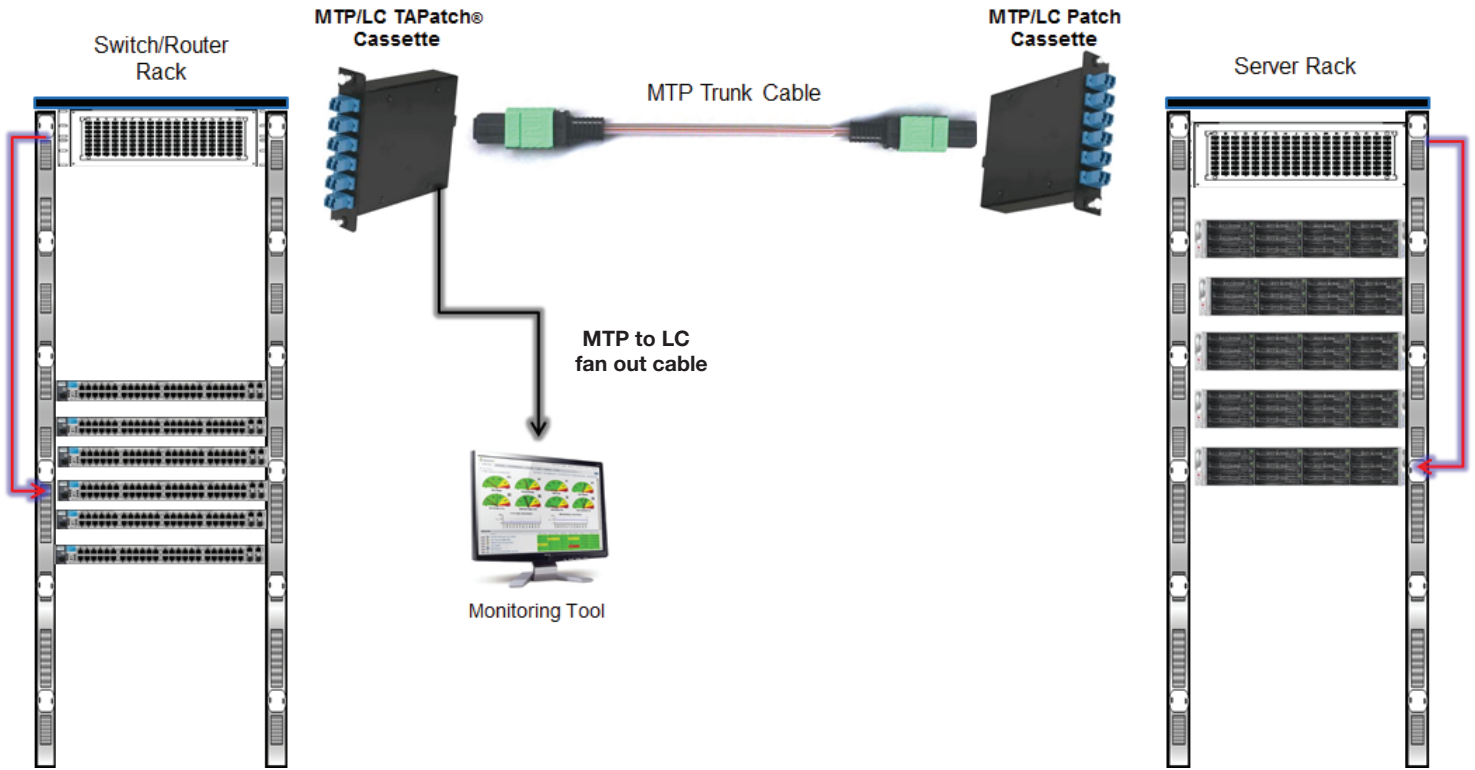 MTP/LC TAPatch®
Cassette
MTP/LC Patch
Cassette
Switch/Router
Rack
MTP Trunk Cable
Server Rack
MTP to LC
fan out cable
Monitoring Tool